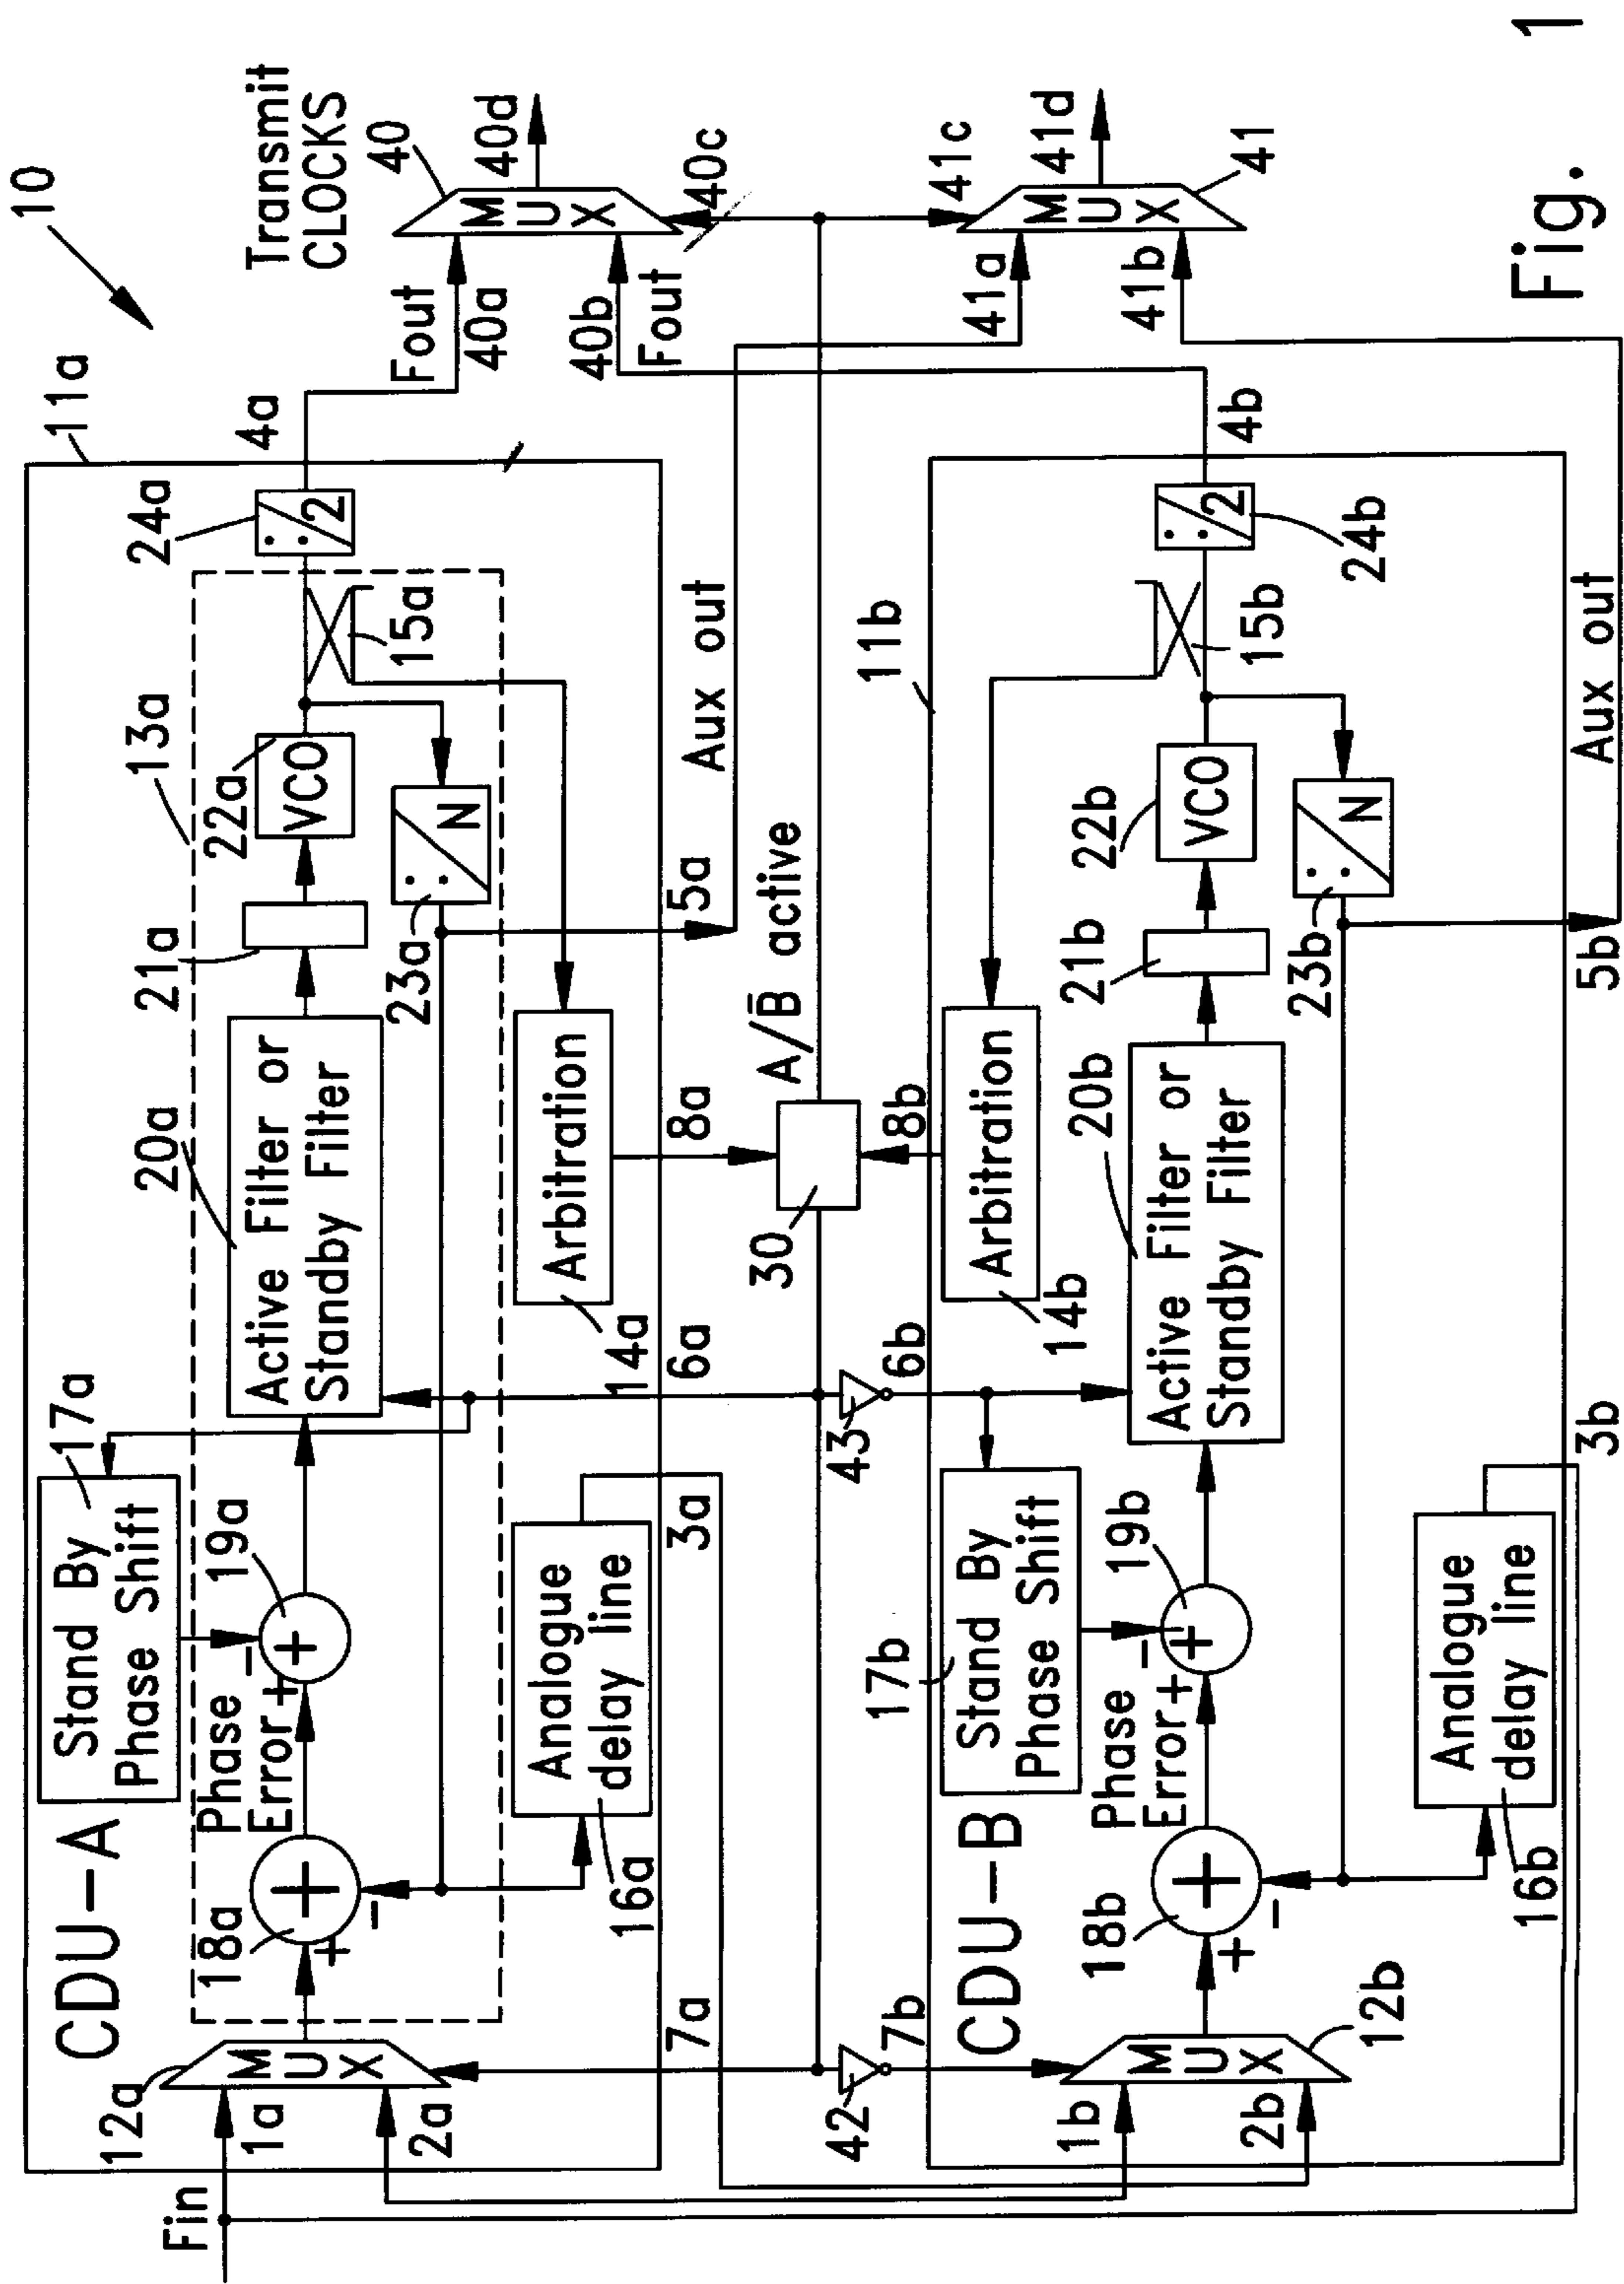 10
Transmit
CLOCKS
11a
CDU-A
17a
Stand By
Phase Shift
20a
13a
24a
4a
Fout
40
40a
40d
40b
Fout
40c
Fin
12a
1a
MUX
2a
18a
+
-
Phase
Error
+
-
+
19a
Active Filter or
Standby Filter
21a
22a
VCO
23a
N
15a
2
MUX
16a
Analogue
delay line
14a
Arbitration
7a
3a
6a
8a
5a
Aux out
42
43
30
A/B̅ active
7b
6b
8b
11b
41c
41a
41b
41d
41
MUX
CDU-B
17b
Stand By
Phase Shift
14b
Arbitration
20b
1b
2b
MUX
12b
18b
+
-
Phase
Error
+
-
+
19b
Active Filter or
Standby Filter
21b
22b
VCO
23b
N
15b
2
24b
4b
16b
Analogue
delay line
3b
5b
Aux out
Fig. 1